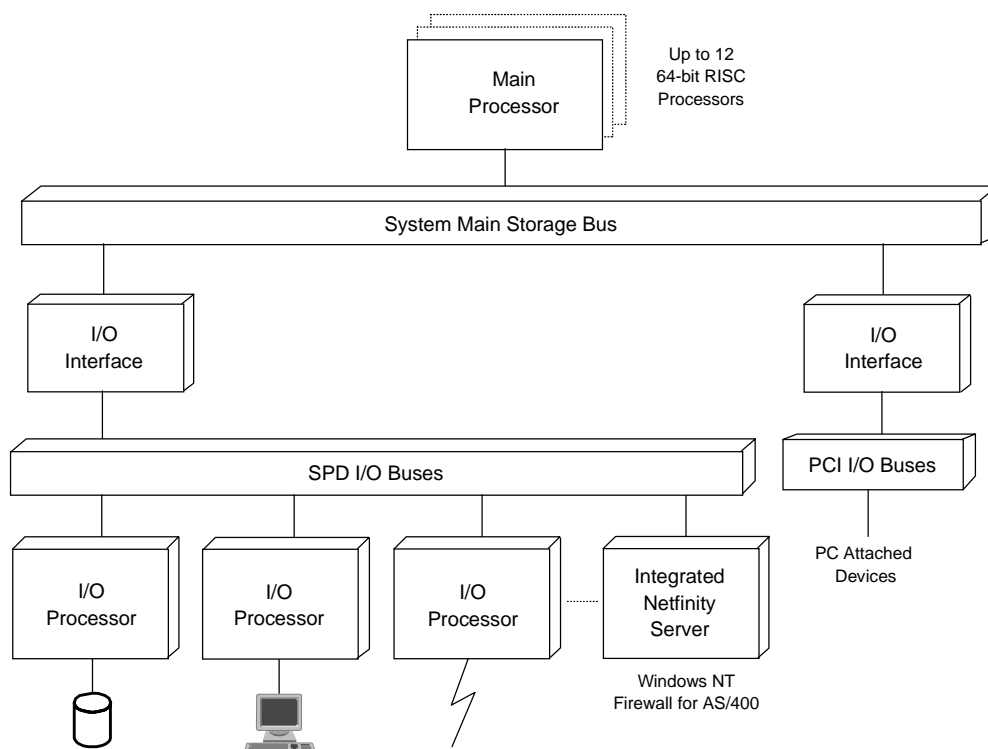 Main
Processor
Up to 12
64-bit RISC
Processors
System Main Storage Bus
I/O
Interface
I/O
Interface
SPD I/O Buses
PCI I/O Buses
I/O
Processor
I/O
Processor
I/O
Processor
Integrated
Netfinity
Server
PC Attached
Devices
Windows NT
Firewall for AS/400